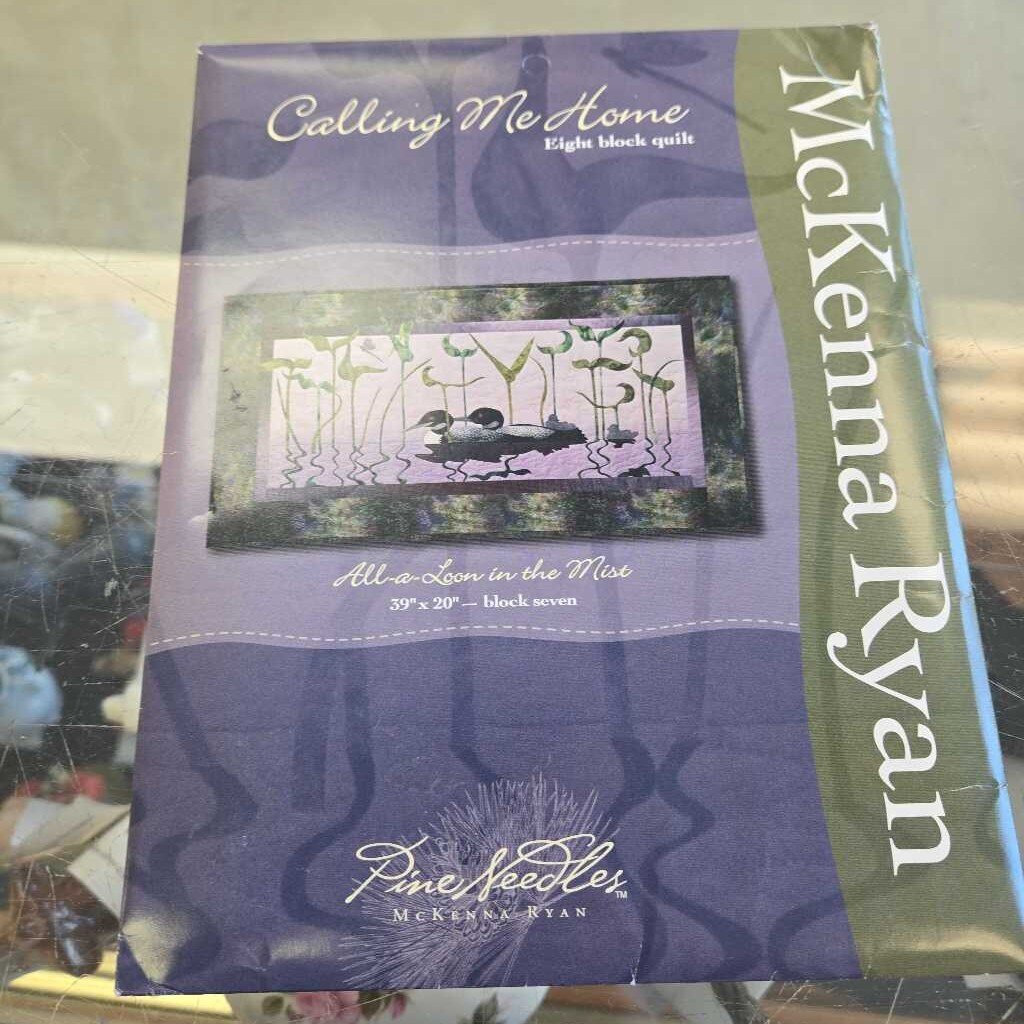 Calling Me Home
Eight block quilt
All-a-Loon in the Mist
39" x 20" — block seven
Pine Needles™
McKenna Ryan
McKenna Ryan